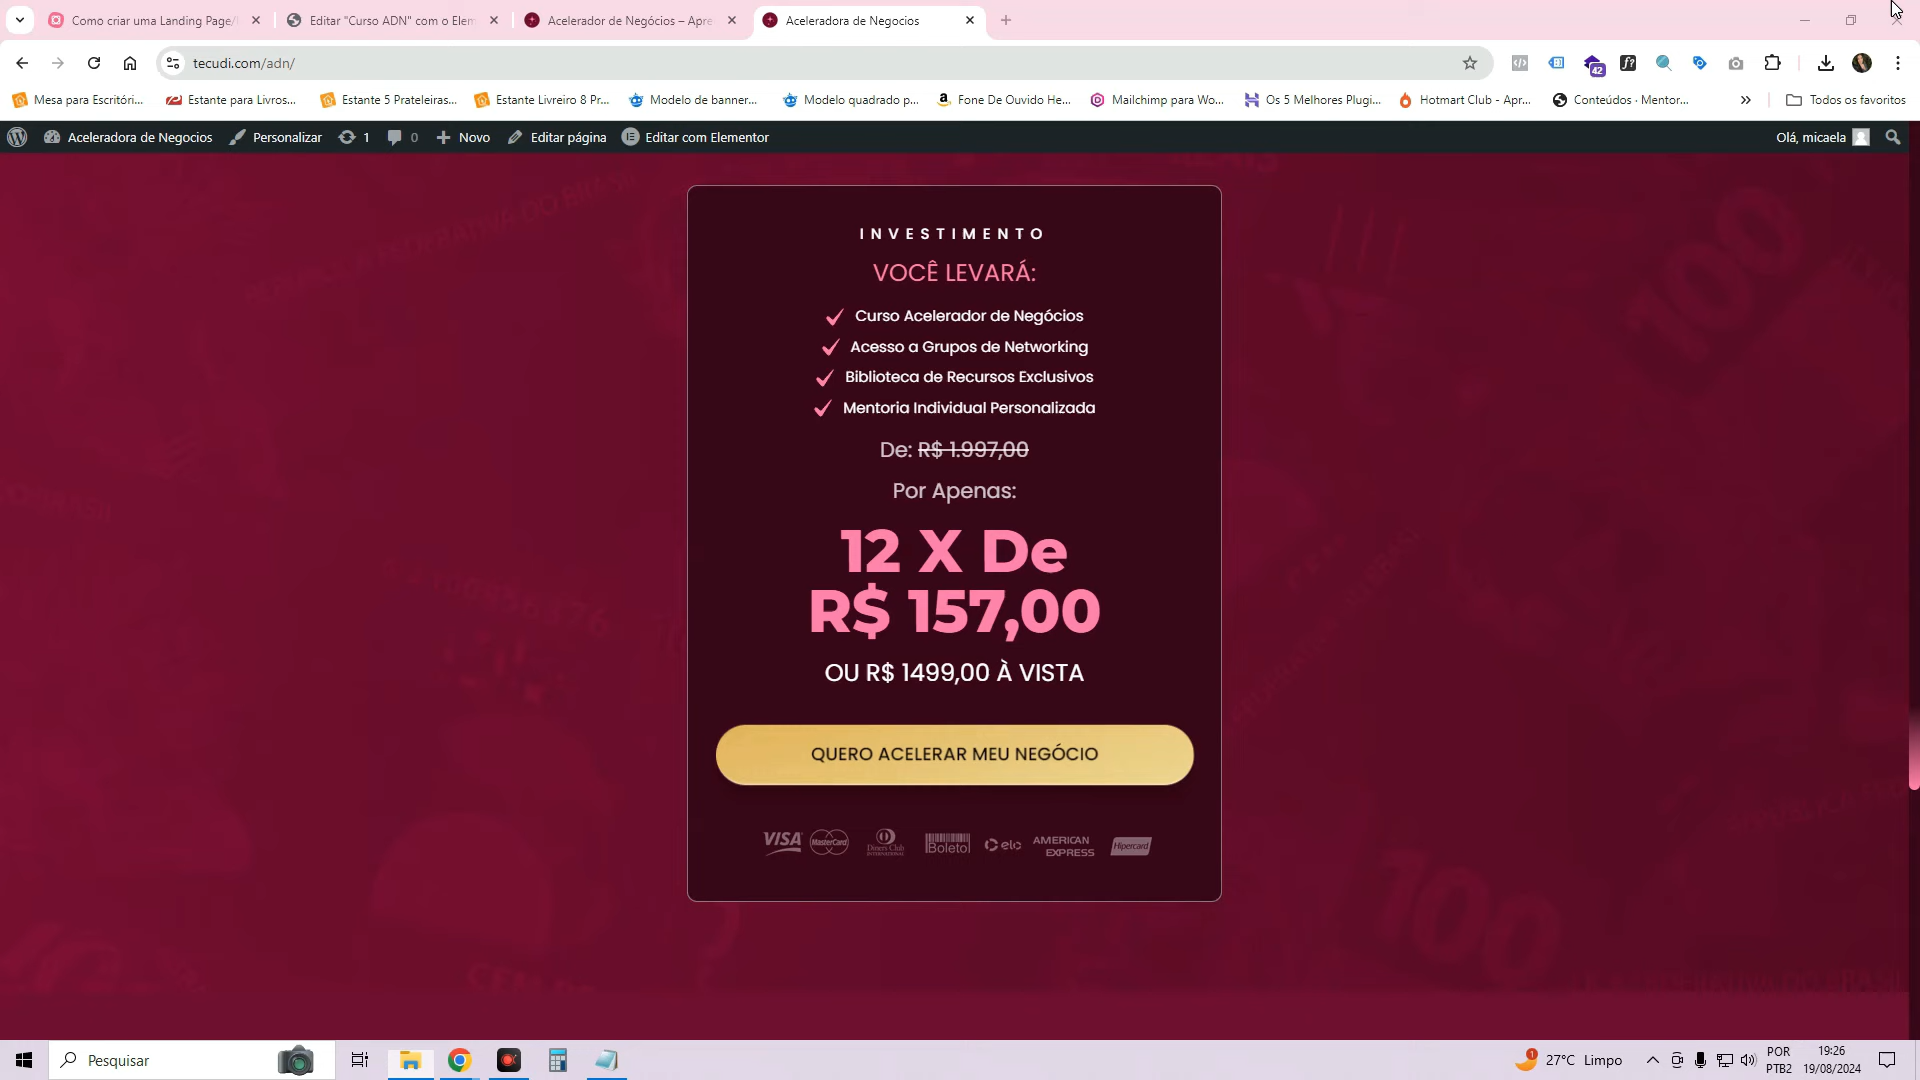 Como criar uma Landing Page/
Editar "Curso ADN" com o Elem
Acelerador de Negócios – Apre
Aceleradora de Negocios
tecudi.com/adn/
42
Mesa para Escritóri...
Estante para Livros...
Estante 5 Prateleiras...
Estante Livreiro 8 Pr...
Modelo de banner...
Modelo quadrado p...
Fone De Ouvido He...
Mailchimp para Wo...
Os 5 Melhores Plugi...
Hotmart Club - Apr...
Conteúdos · Mentor...
Todos os favoritos
Aceleradora de Negocios
Personalizar
1
0
Novo
Editar página
Editar com Elementor
Olá, micaela
INVESTIMENTO
VOCÊ LEVARÁ:
Curso Acelerador de Negócios
Acesso a Grupos de Networking
Biblioteca de Recursos Exclusivos
Mentoria Individual Personalizada
De: R$ 1.997,00
Por Apenas:
12 X De
R$ 157,00
OU R$ 1499,00 À VISTA
QUERO ACELERAR MEU NEGÓCIO
VISA
MasterCard
Diners Club
INTERNATIONAL
Boleto
elo
AMERICAN
EXPRESS
Hipercard
Pesquisar
1
27°C Limpo
POR
PTB2
19:26
19/08/2024